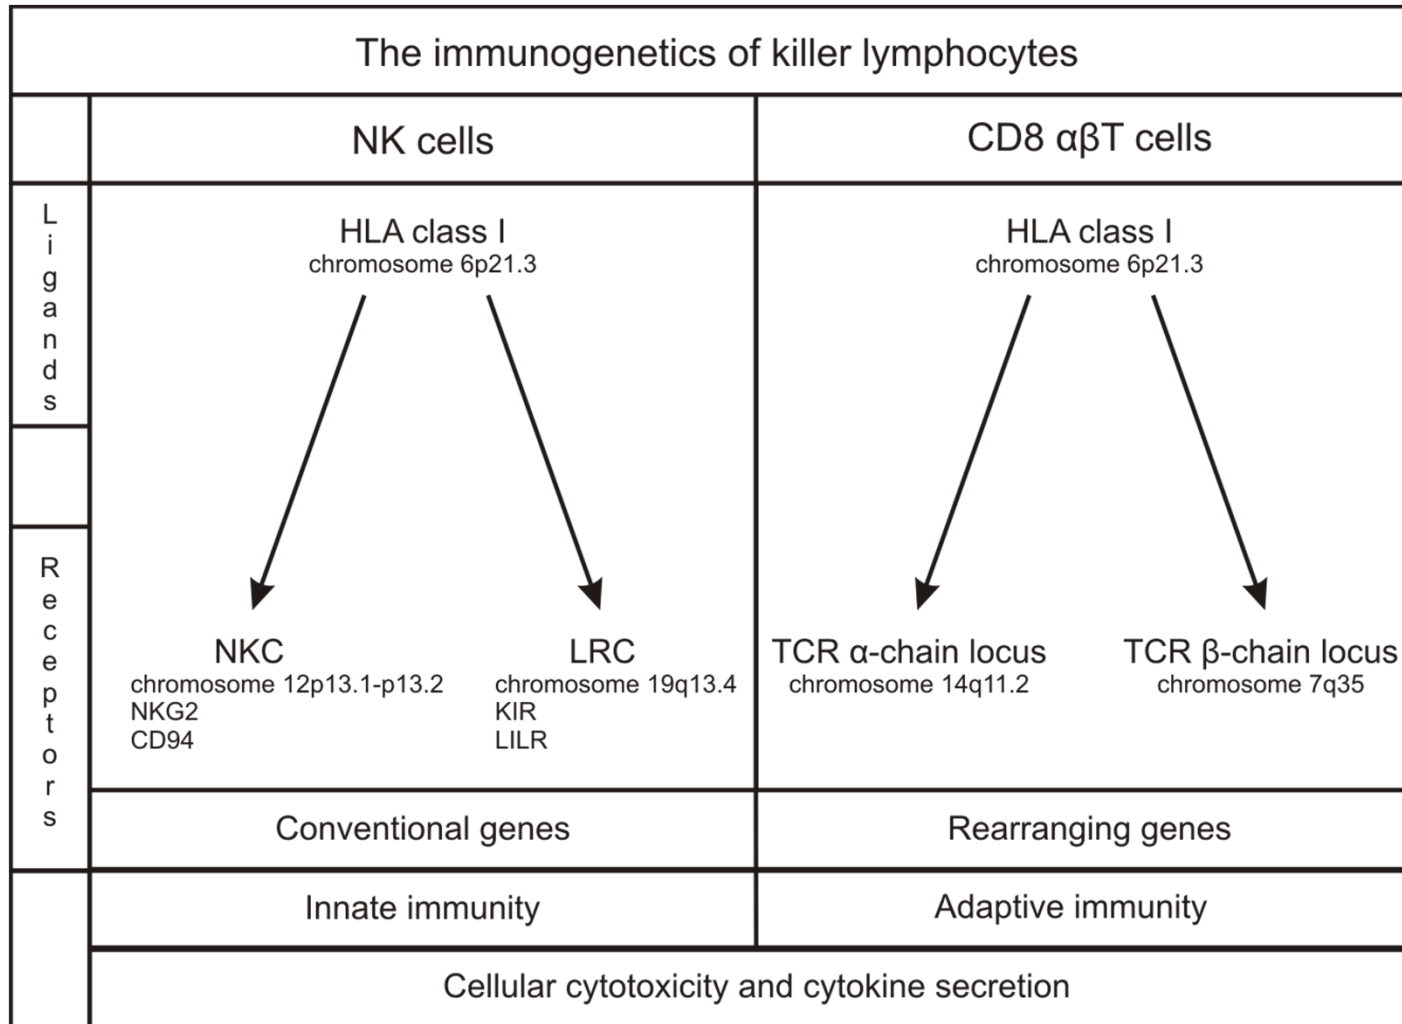 The immunogenetics of killer lymphocytes
NK cells
CD8 αβT cells
Ligands
HLA class I
chromosome 6p21.3
HLA class I
chromosome 6p21.3
Receptors
NKC
chromosome 12p13.1-p13.2
NKG2
CD94
LRC
chromosome 19q13.4
KIR
LILR
TCR α-chain locus
chromosome 14q11.2
TCR β-chain locus
chromosome 7q35
Conventional genes
Rearranging genes
Innate immunity
Adaptive immunity
Cellular cytotoxicity and cytokine secretion